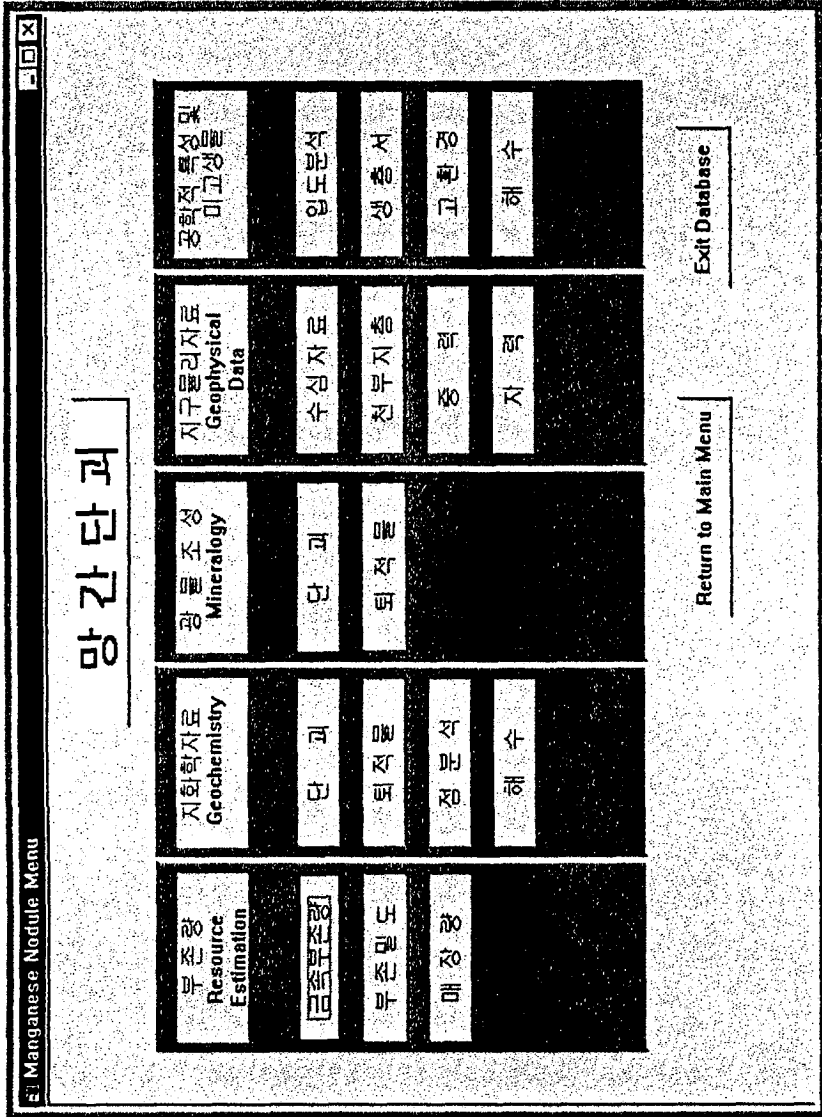 Manganese Nodule Menu
망간단괴
부존량
Resource
Estimation
금속부존량
부존밀도
매장량
지화학자료
Geochemistry
단 괴
퇴적물
점분석
해 수
광 물 조 성
Mineralogy
단 괴
퇴적물
지구물리자료
Geophysical
Data
수심자료
천부지층
중 력
자 력
공학적 특성 및
미고생물
입도분석
생층서
고환경
해 수
Return to Main Menu
Exit Database